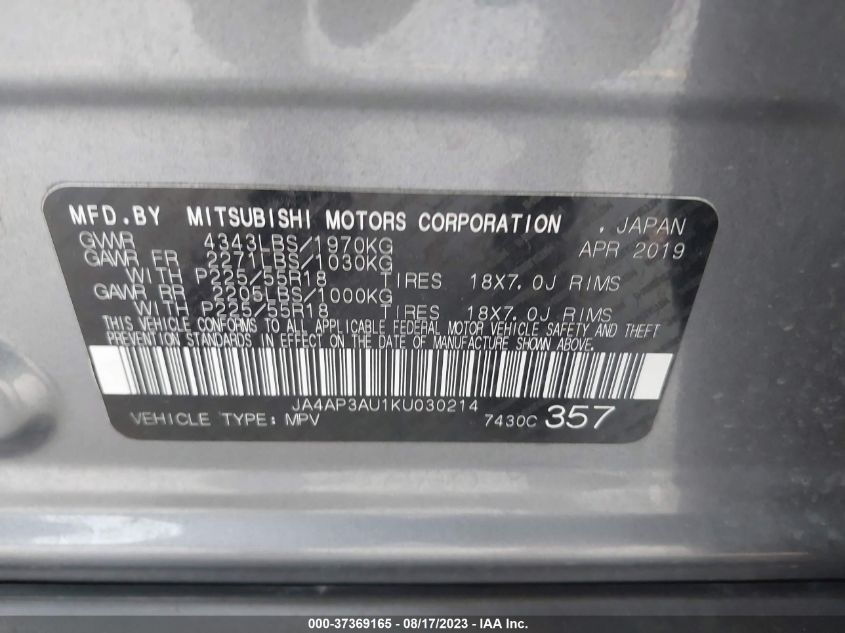 MFD.BY MITSUBISHI MOTORS CORPORATION , JAPAN
GVWR 4343LBS/1970KG APR 2019
GAWR FR 2271LBS/1030KG
WITH P225/55R18 TIRES 18X7.0J RIMS
GAWR RR 2205LBS/1000KG
WITH P225/55R18 TIRES 18X7.0J RIMS
THIS VEHICLE CONFORMS TO ALL APPLICABLE FEDERAL MOTOR VEHICLE SAFETY AND THEFT
PREVENTION STANDARDS IN EFFECT ON THE DATE OF MANUFACTURE SHOWN ABOVE.
JA4AP3AU1KU030214
VEHICLE TYPE: MPV 7430C 357
000-37369165 - 08/17/2023 - Copyright © IAA, Inc.